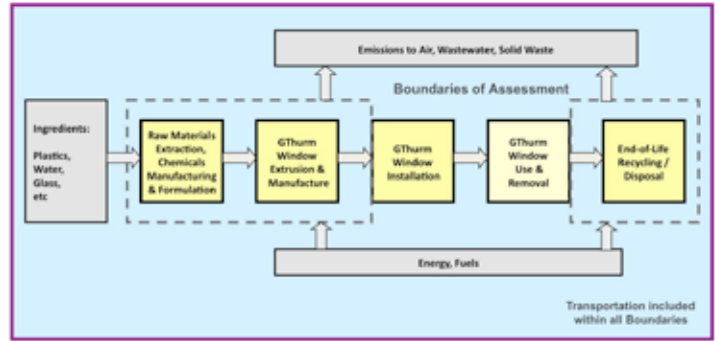 Emissions to Air, Wastewater, Solid Waste
Boundaries of Assessment
Ingredients:
Plastics,
Water,
Glass,
etc
Raw Materials
Extraction,
Chemicals
Manufacturing
& Formulation
GThurm
Window
Extrusion &
Manufacture
GThurm
Window
Installation
GThurm
Window
Use &
Removal
End-of-Life
Recycling /
Disposal
Energy, Fuels
Transportation included
within all Boundaries